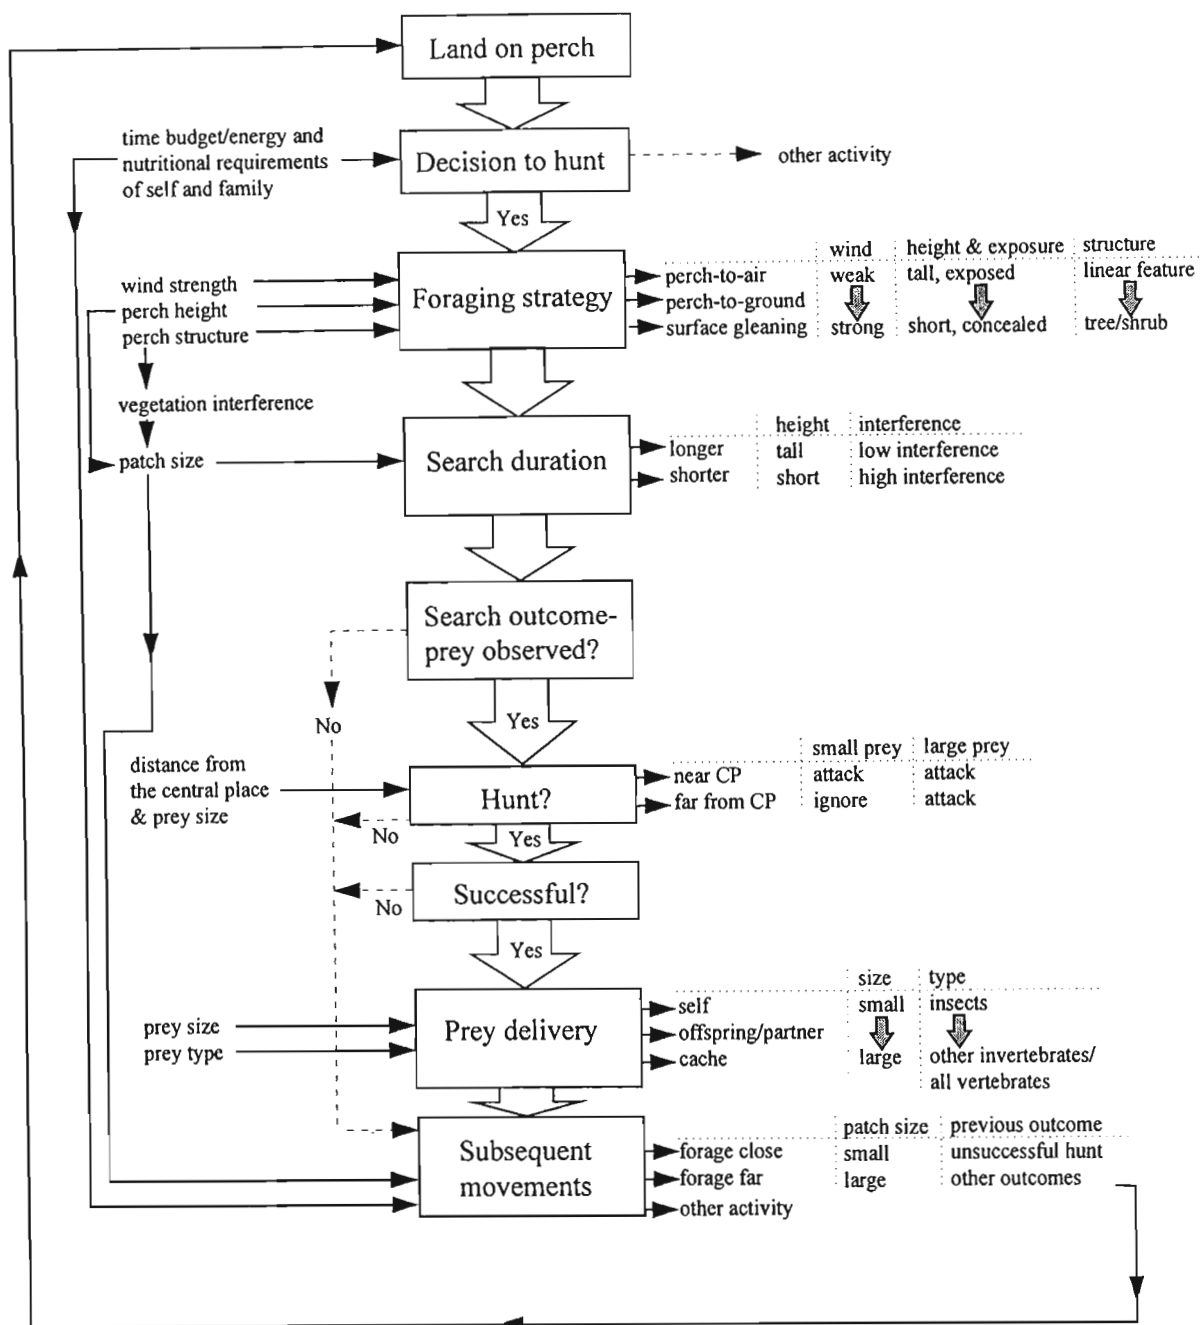 Land on perch
time budget/energy and
nutritional requirements
of self and family
Decision to hunt
other activity
Yes
wind height & exposure structure
perch-to-air weak tall, exposed linear feature
perch-to-ground
surface gleaning strong short, concealed tree/shrub
wind strength
perch height
perch structure
Foraging strategy
vegetation interference
patch size
height interference
Search duration
longer tall low interference
shorter short high interference
Search outcome-
prey observed?
No
Yes
distance from
the central place
& prey size
small prey large prey
Hunt?
near CP attack attack
far from CP ignore attack
No
Yes
Successful?
No
Yes
size type
prey size
prey type
Prey delivery
self small insects
offspring/partner
cache large other invertebrates/
all vertebrates
patch size previous outcome
Subsequent
movements
forage close small unsuccessful hunt
forage far large other outcomes
other activity